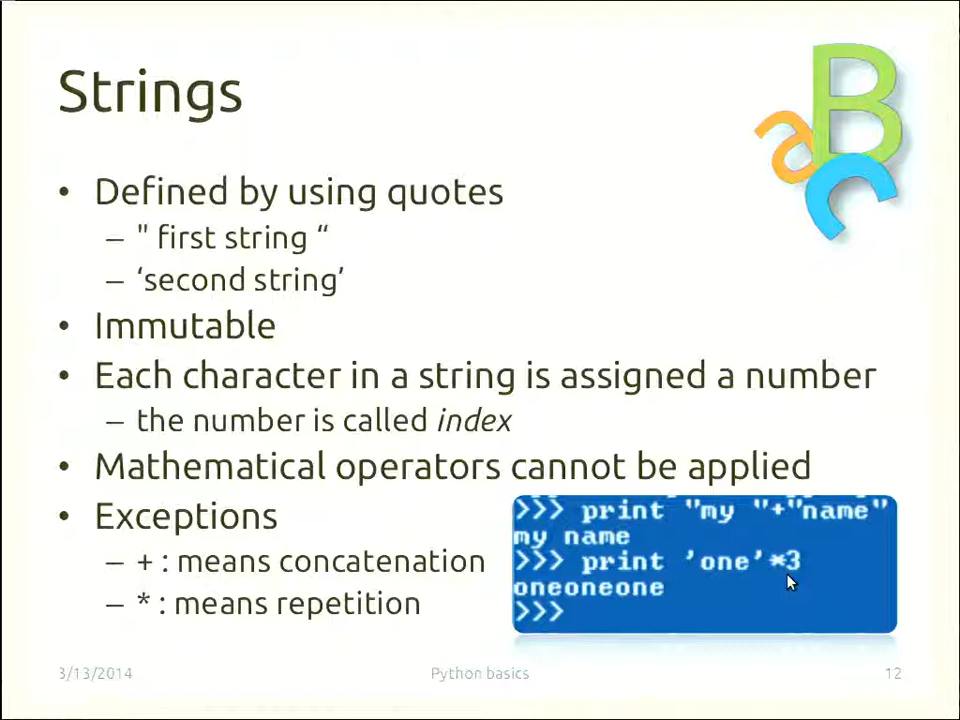 Strings
aBC
• Defined by using quotes
– " first string “
– ‘second string’
• Immutable
• Each character in a string is assigned a number
– the number is called index
• Mathematical operators cannot be applied
• Exceptions
– + : means concatenation
– * : means repetition
>>> print "my "+"name"
my name
>>> print 'one'*3
oneoneone
>>>
3/13/2014
Python basics
12